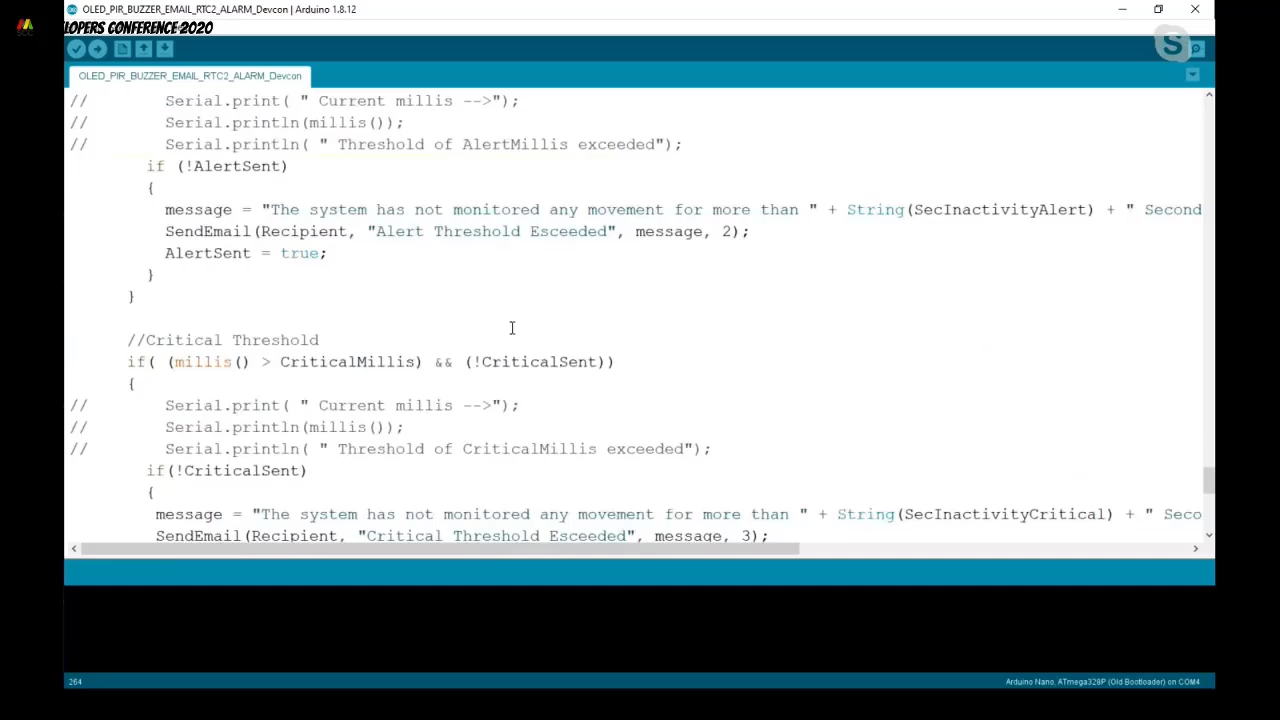 OLED_PIR_BUZZER_EMAIL_RTC2_ALARM_Devcon | Arduino 1.8.12
LOPERS CONFERENCE 2020
OLED_PIR_BUZZER_EMAIL_RTC2_ALARM_Devcon
// Serial.print( " Current millis -->");
// Serial.println(millis());
// Serial.println( " Threshold of AlertMillis exceeded");
if (!AlertSent)
{
message = "The system has not monitored any movement for more than " + String(SecInactivityAlert) + " Second
SendEmail(Recipient, "Alert Threshold Esceeded", message, 2);
AlertSent = true;
}
}
//Critical Threshold
if( (millis() > CriticalMillis) && (!CriticalSent))
{
// Serial.print( " Current millis -->");
// Serial.println(millis());
// Serial.println( " Threshold of CriticalMillis exceeded");
if(!CriticalSent)
{
message = "The system has not monitored any movement for more than " + String(SecInactivityCritical) + " Seco
SendEmail(Recipient, "Critical Threshold Esceeded", message, 3);
264
Arduino Nano, ATmega328P (Old Bootloader) on COM4